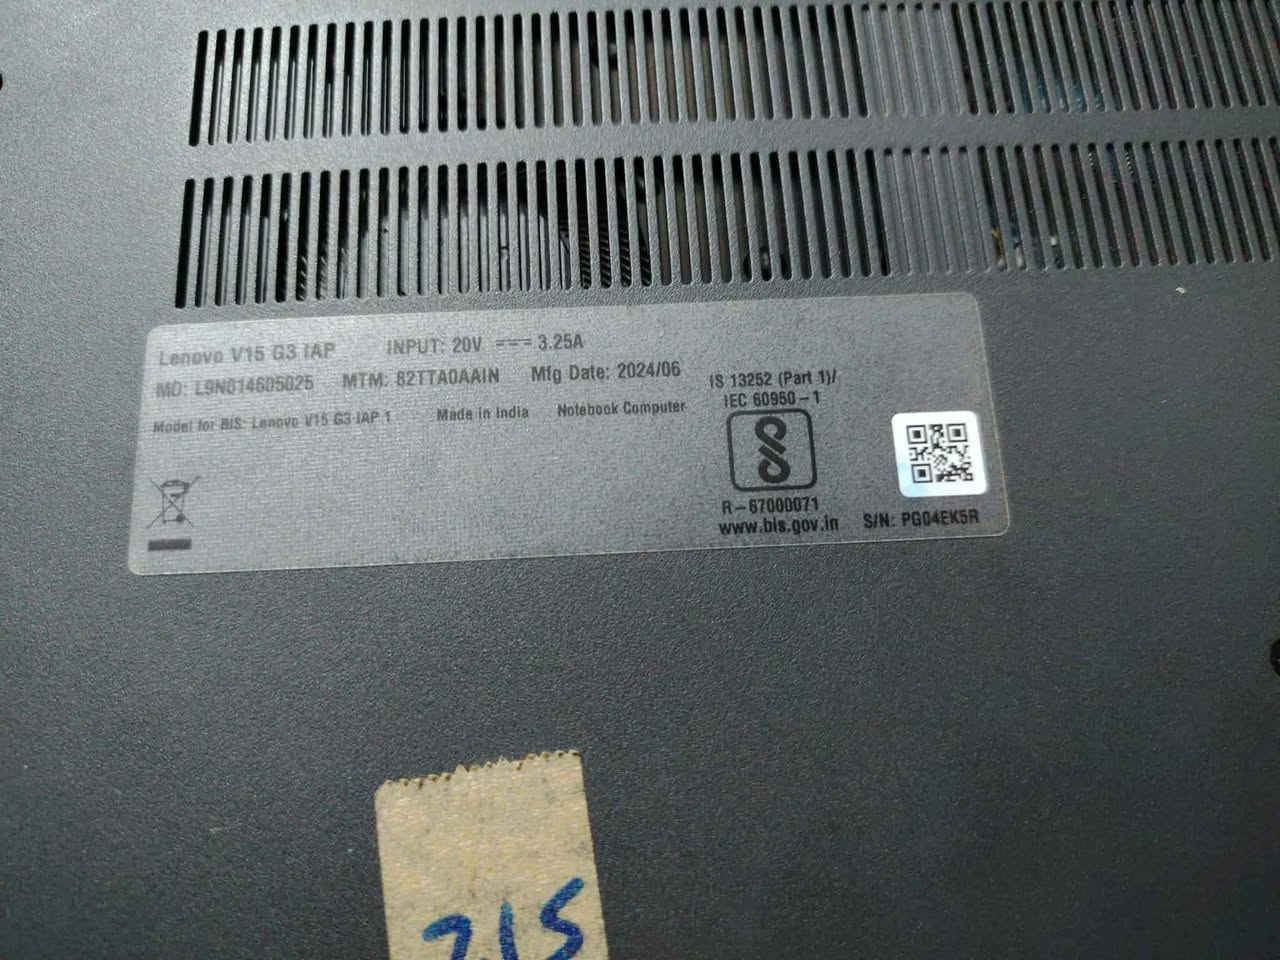 Lenovo V15 G3 IAP INPUT: 20V ⎓ 3.25A
MO: L9N014605025 MTM: 82TTA0AAIN Mfg Date: 2024/06
Model for BIS: Lenovo V15 G3 IAP 1 Made in India Notebook Computer
IS 13252 (Part 1)/
IEC 60950-1
R-67000071
www.bis.gov.in
S/N: PG04EK5R